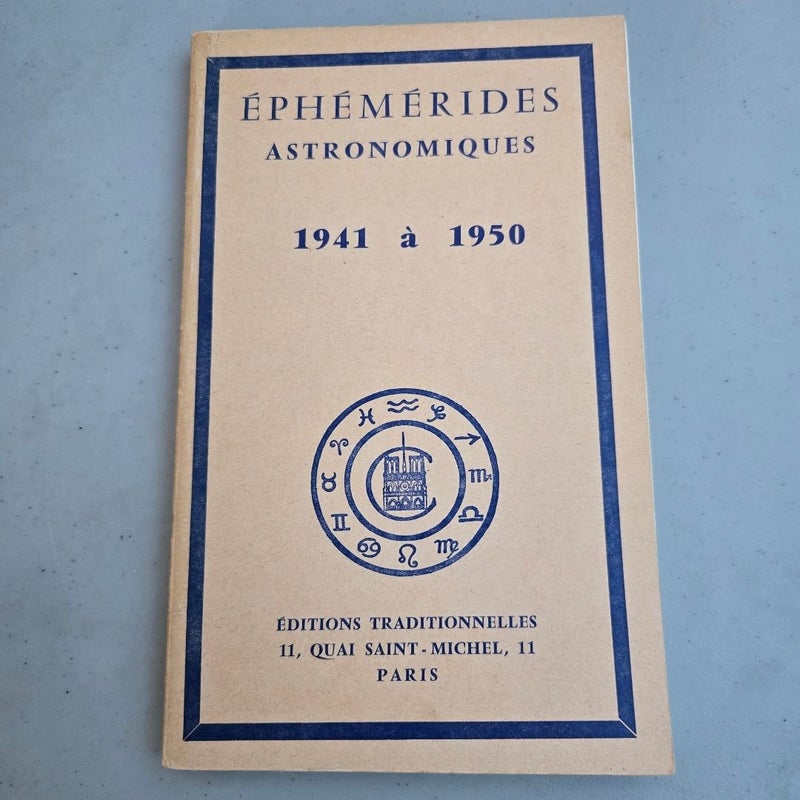 ÉPHÉMÉRIDES
ASTRONOMIQUES
1941 à 1950
ÉDITIONS TRADITIONNELLES
11, QUAI SAINT-MICHEL, 11
PARIS